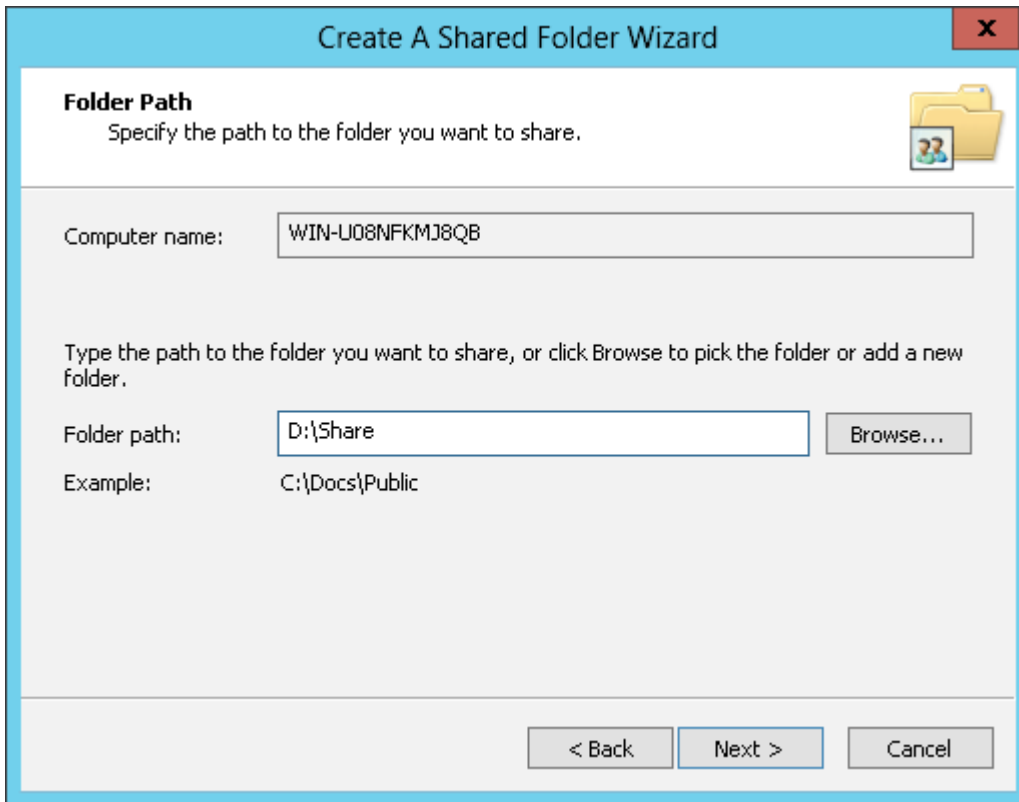 Create A Shared Folder Wizard
x
Folder Path
Specify the path to the folder you want to share.
Computer name: WIN-U08NFKMJ8QB
Type the path to the folder you want to share, or click Browse to pick the folder or add a new
folder.
Folder path: D:\Share Browse...
Example: C:\Docs\Public
< Back Next > Cancel